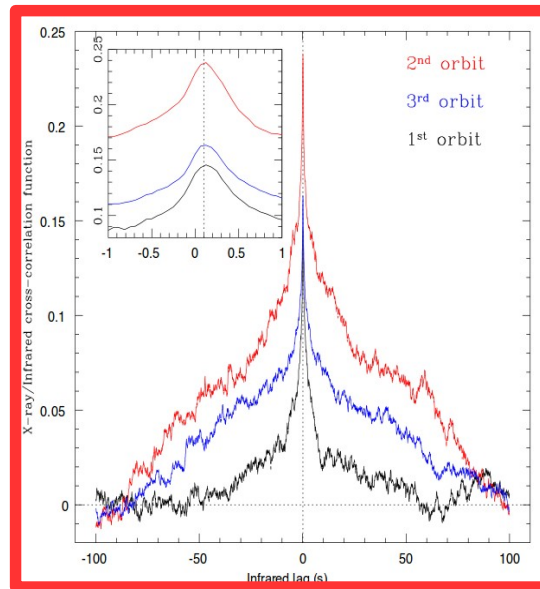 0.25
0.2
0.15
0.1
0.05
0
X-ray/Infrared cross-correlation function
0.25
0.2
0.15
0.1
-1 -0.5 0 0.5 1
2nd orbit
3rd orbit
1st orbit
-100 -50 0 50 100
Infrared lag (s)